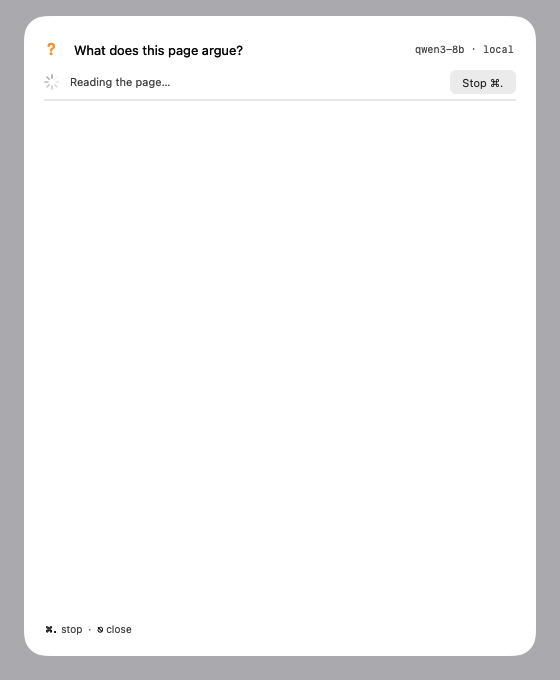 ? What does this page argue? qwen3-8b · local
Reading the page… Stop ⌘.
⌘. stop · ⎋ close